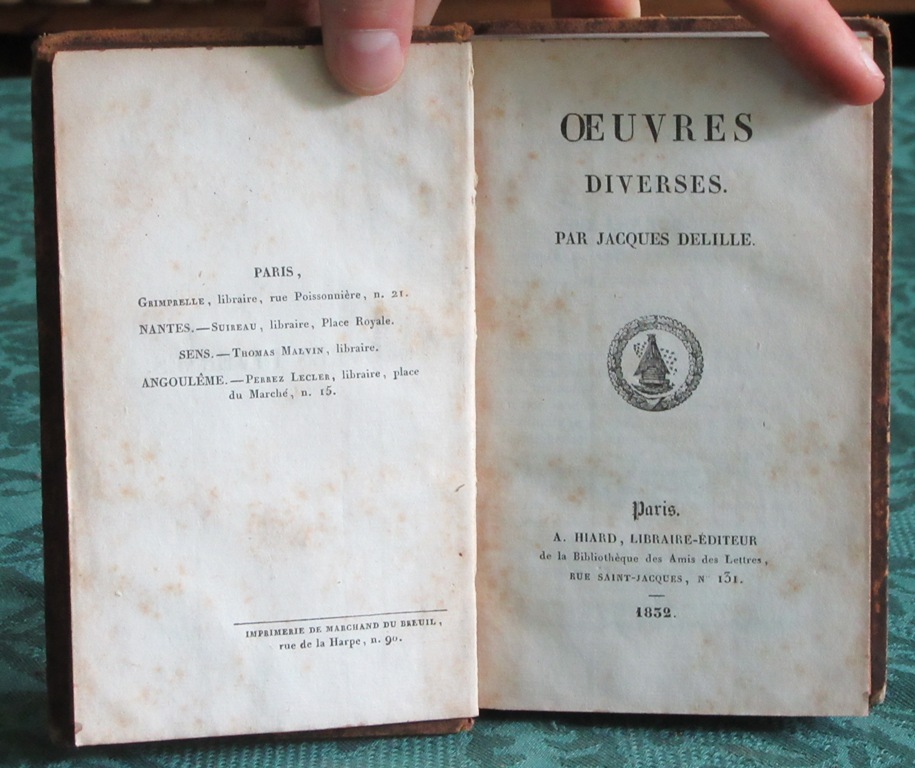 PARIS,
GRIMPRELLE, libraire, rue Poissonnière, n. 21.
NANTES.—SUIREAU, libraire, Place Royale.
SENS.—THOMAS MALVIN, libraire.
ANGOULÊME.—PERREZ LECLER, libraire, place
du Marché, n. 15.
IMPRIMERIE DE MARCHAND DU BREUIL,
rue de la Harpe, n. 90.
ŒUVRES
DIVERSES.
PAR JACQUES DELILLE.
Paris.
A. HIARD, LIBRAIRE-ÉDITEUR
de la Bibliothèque des Amis des Lettres,
RUE SAINT-JACQUES, N° 131.
1832.